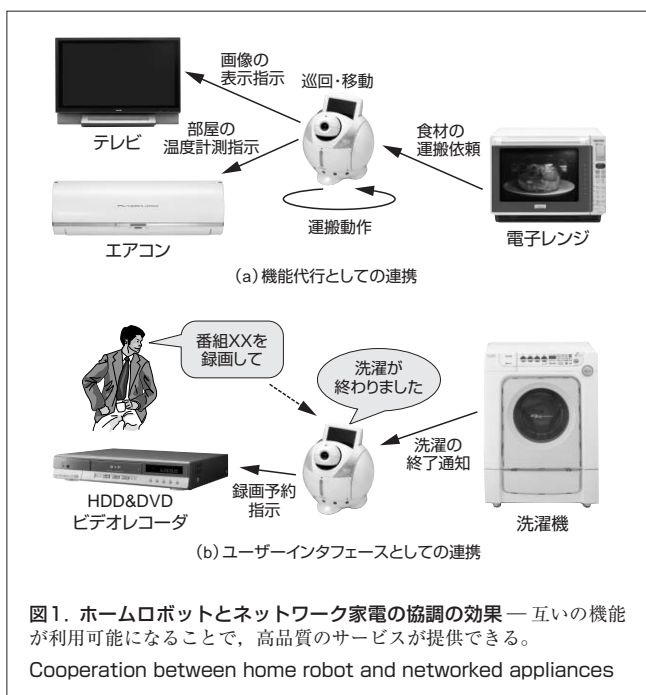 画像の
表示指示
巡回・移動
テレビ
部屋の
温度計測指示
食材の
運搬依頼
エアコン
運搬動作
電子レンジ
(a)機能代行としての連携
番組XXを
録画して
洗濯が
終わりました
洗濯の
終了通知
録画予約
指示
HDD&DVD
ビデオレコーダ
洗濯機
(b)ユーザーインタフェースとしての連携
図1. ホームロボットとネットワーク家電の協調の効果 — 互いの機能
が利用可能になることで,高品質のサービスが提供できる。
Cooperation between home robot and networked appliances